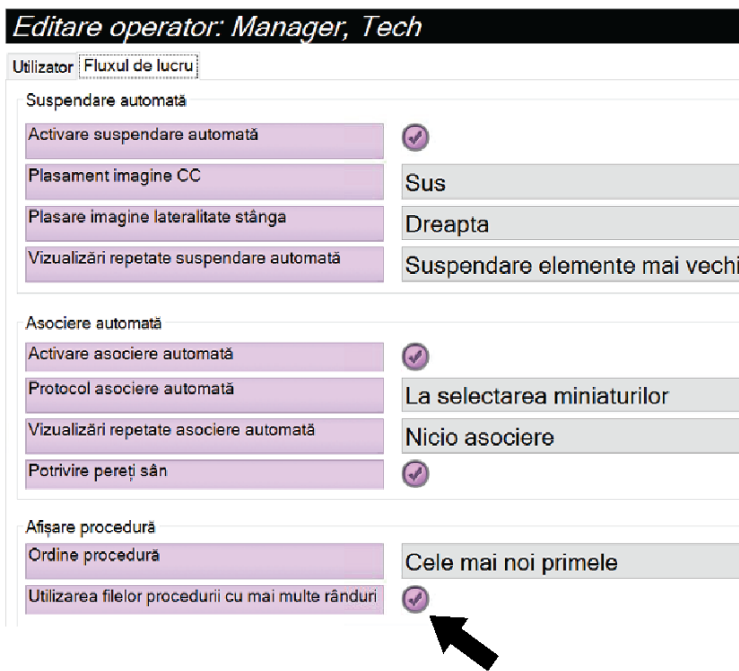 Editare operator: Manager, Tech
Utilizator Fluxul de lucru
Suspendare automată
Activare suspendare automată
Plasament imagine CC Sus
Plasare imagine lateralitate stânga Dreapta
Vizualizări repetate suspendare automată Suspendare elemente mai vechi
Asociere automată
Activare asociere automată
Protocol asociere automată La selectarea miniaturilor
Vizualizări repetate asociere automată Nicio asociere
Potrivire pereți sân
Afișare procedură
Ordine procedură Cele mai noi primele
Utilizarea filelor procedurii cu mai multe rânduri